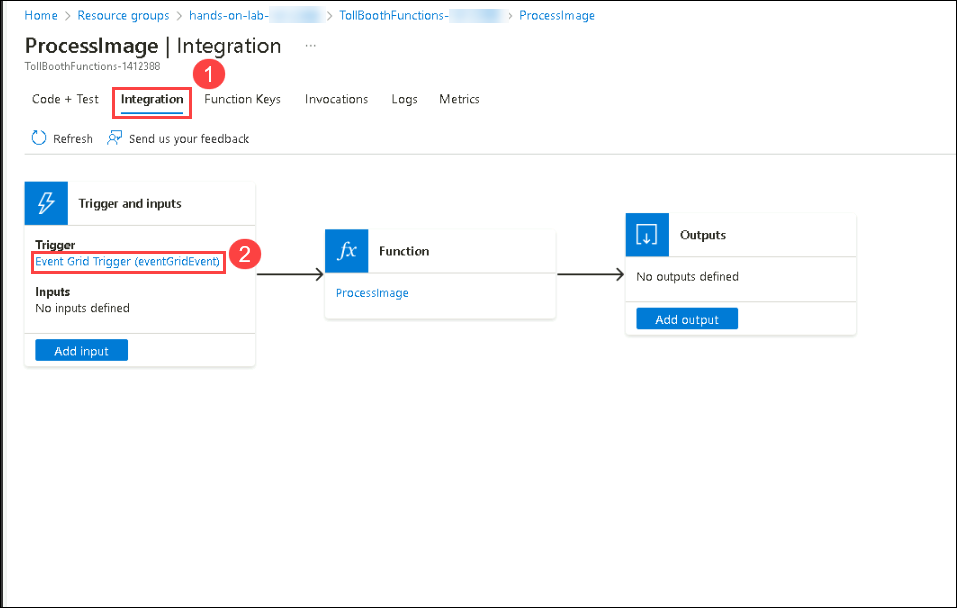 Home > Resource groups > hands-on-lab- > TollBoothFunctions- > ProcessImage
ProcessImage | Integration ...
TollBoothFunctions-1412388
1
Code + Test Integration Function Keys Invocations Logs Metrics
Refresh Send us your feedback
Trigger and inputs
Trigger
Event Grid Trigger (eventGridEvent)
2
Inputs
No inputs defined
Add input
fx Function
ProcessImage
Outputs
No outputs defined
Add output